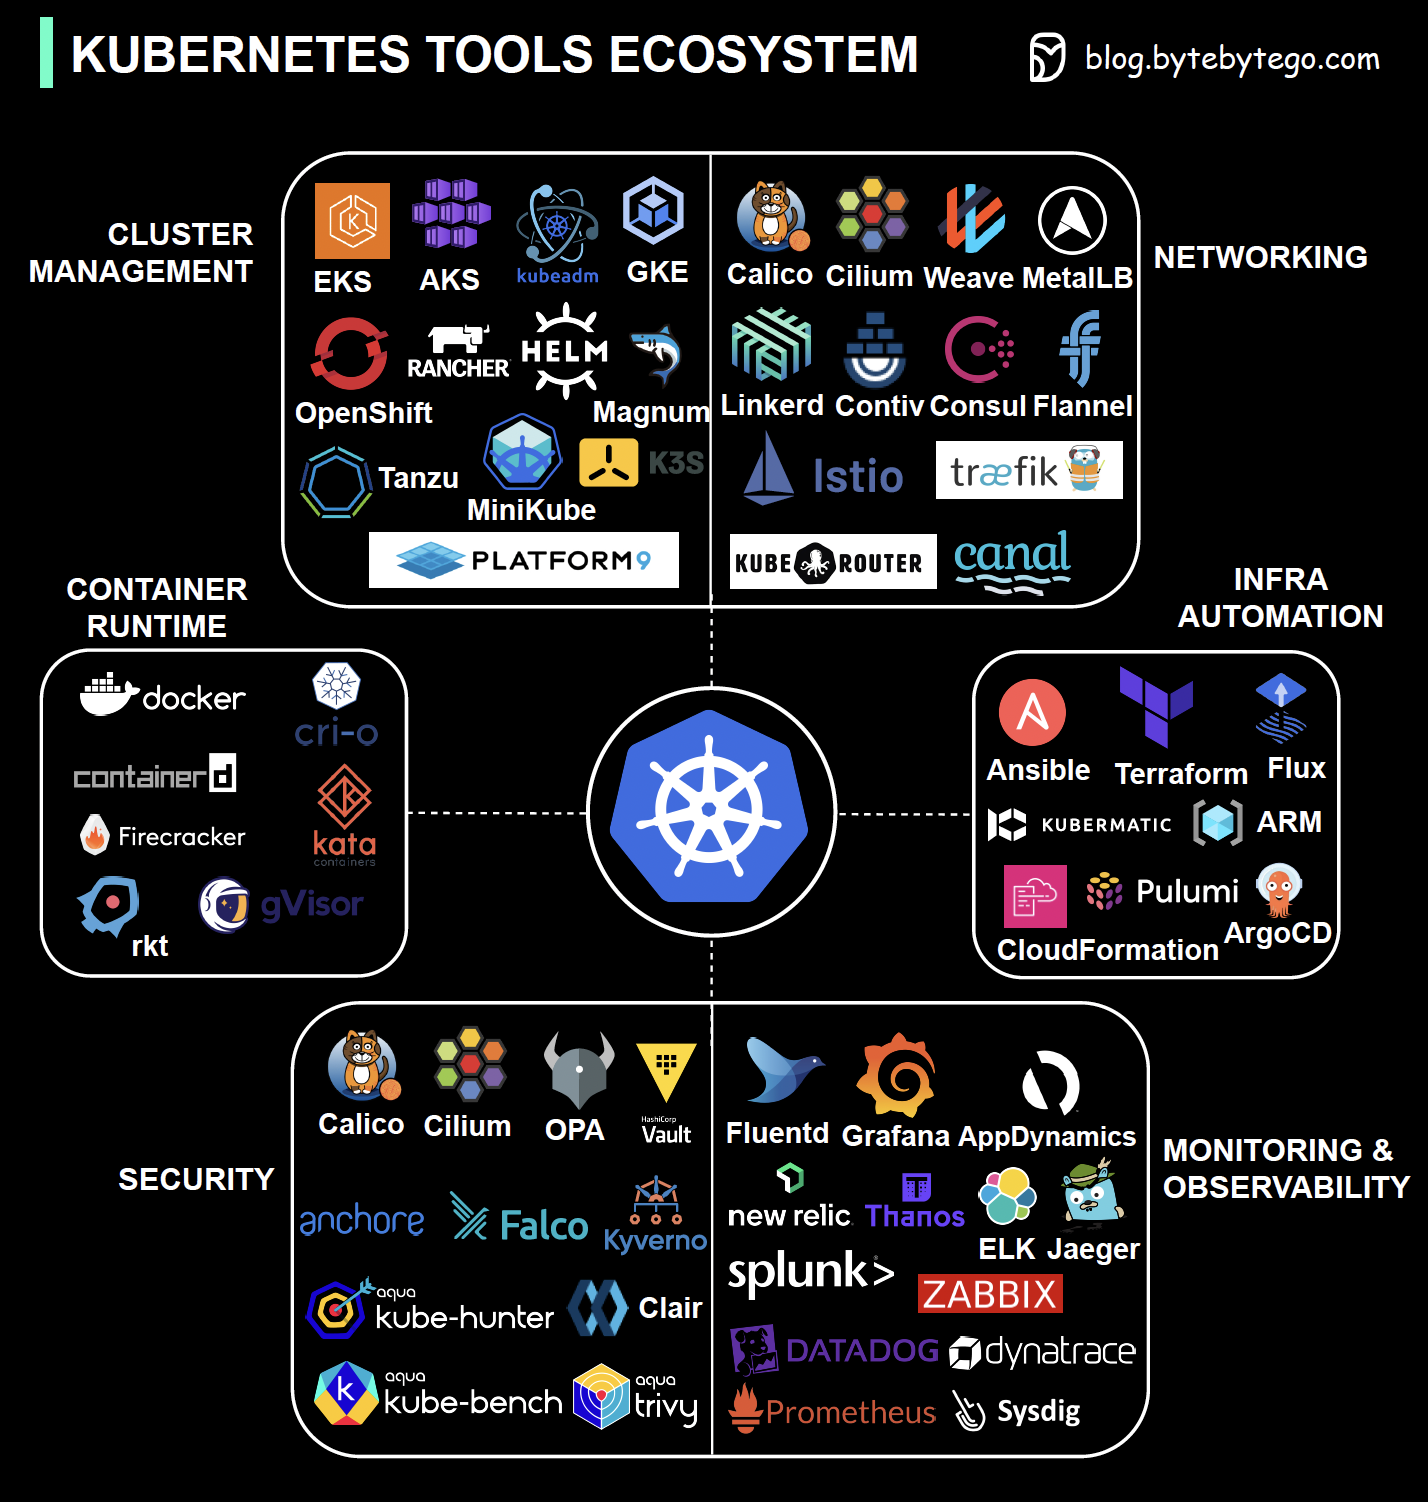 KUBERNETES TOOLS ECOSYSTEM
blog.bytebytego.com
CLUSTER
MANAGEMENT
K
EKS
AKS
kubeadm
GKE
OpenShift
RANCHER
HELM
Magnum
Tanzu
MiniKube
K3S
PLATFORM9
NETWORKING
Calico
Cilium
Weave
MetalLB
Linkerd
Contiv
Consul
Flannel
Istio
træfik
KUBE ROUTER
canal
CONTAINER
RUNTIME
docker
cri-o
containerd
kata
containers
Firecracker
rkt
gVisor
INFRA
AUTOMATION
Ansible
Terraform
Flux
KUBERMATIC
ARM
CloudFormation
Pulumi
ArgoCD
SECURITY
Calico
Cilium
OPA
HashiCorp
Vault
anchore
Falco
Kyverno
aqua
kube-hunter
Clair
k
aqua
kube-bench
aqua
trivy
MONITORING &
OBSERVABILITY
Fluentd
Grafana
AppDynamics
new relic
Thanos
ELK
Jaeger
splunk>
ZABBIX
DATADOG
dynatrace
Prometheus
Sysdig